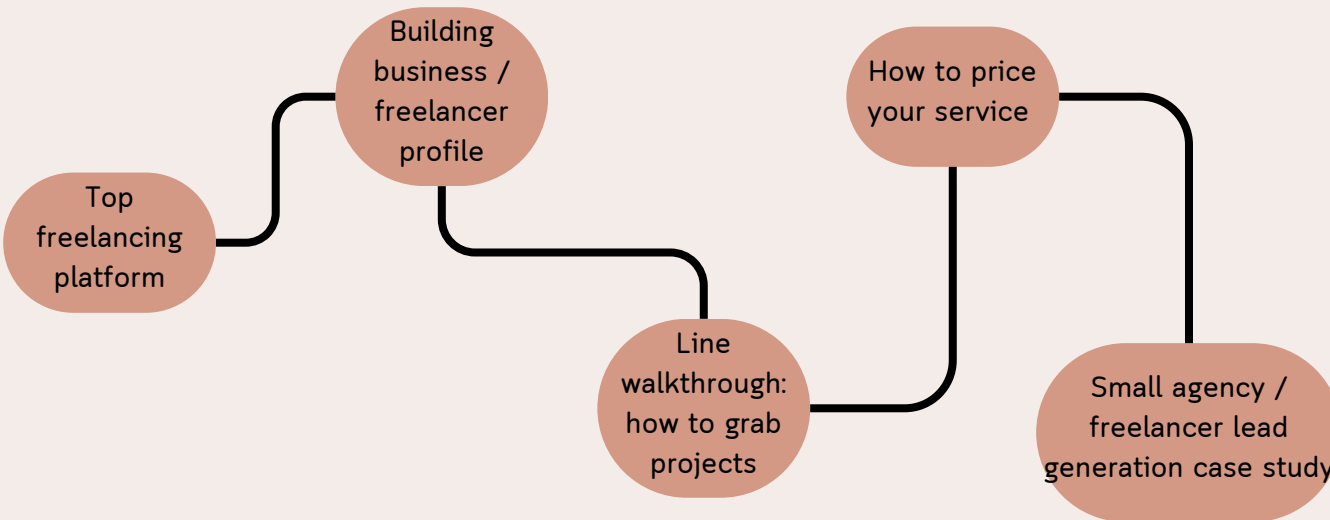 Top
freelancing
platform
Building
business /
freelancer
profile
Line
walkthrough:
how to grab
projects
How to price
your service
Small agency /
freelancer lead
generation case study